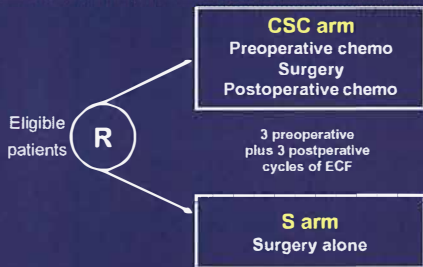 CSC arm
Preoperative chemo
Surgery
Postoperative chemo
Eligible
patients
R
3 preoperative
plus 3 postperative
cycles of ECF
S arm
Surgery alone